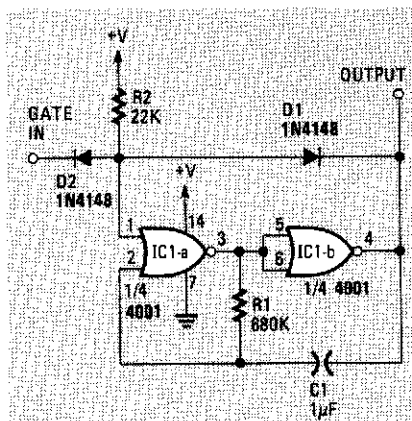 +V
OUTPUT
R2
22K
GATE
IN
D1
1N4148
D2
1N4148
+V
1
14
5
IC1-a
3
IC1-b
4
2
6
7
1/4
4001
1/4 4001
R1
680K
C1
1μF